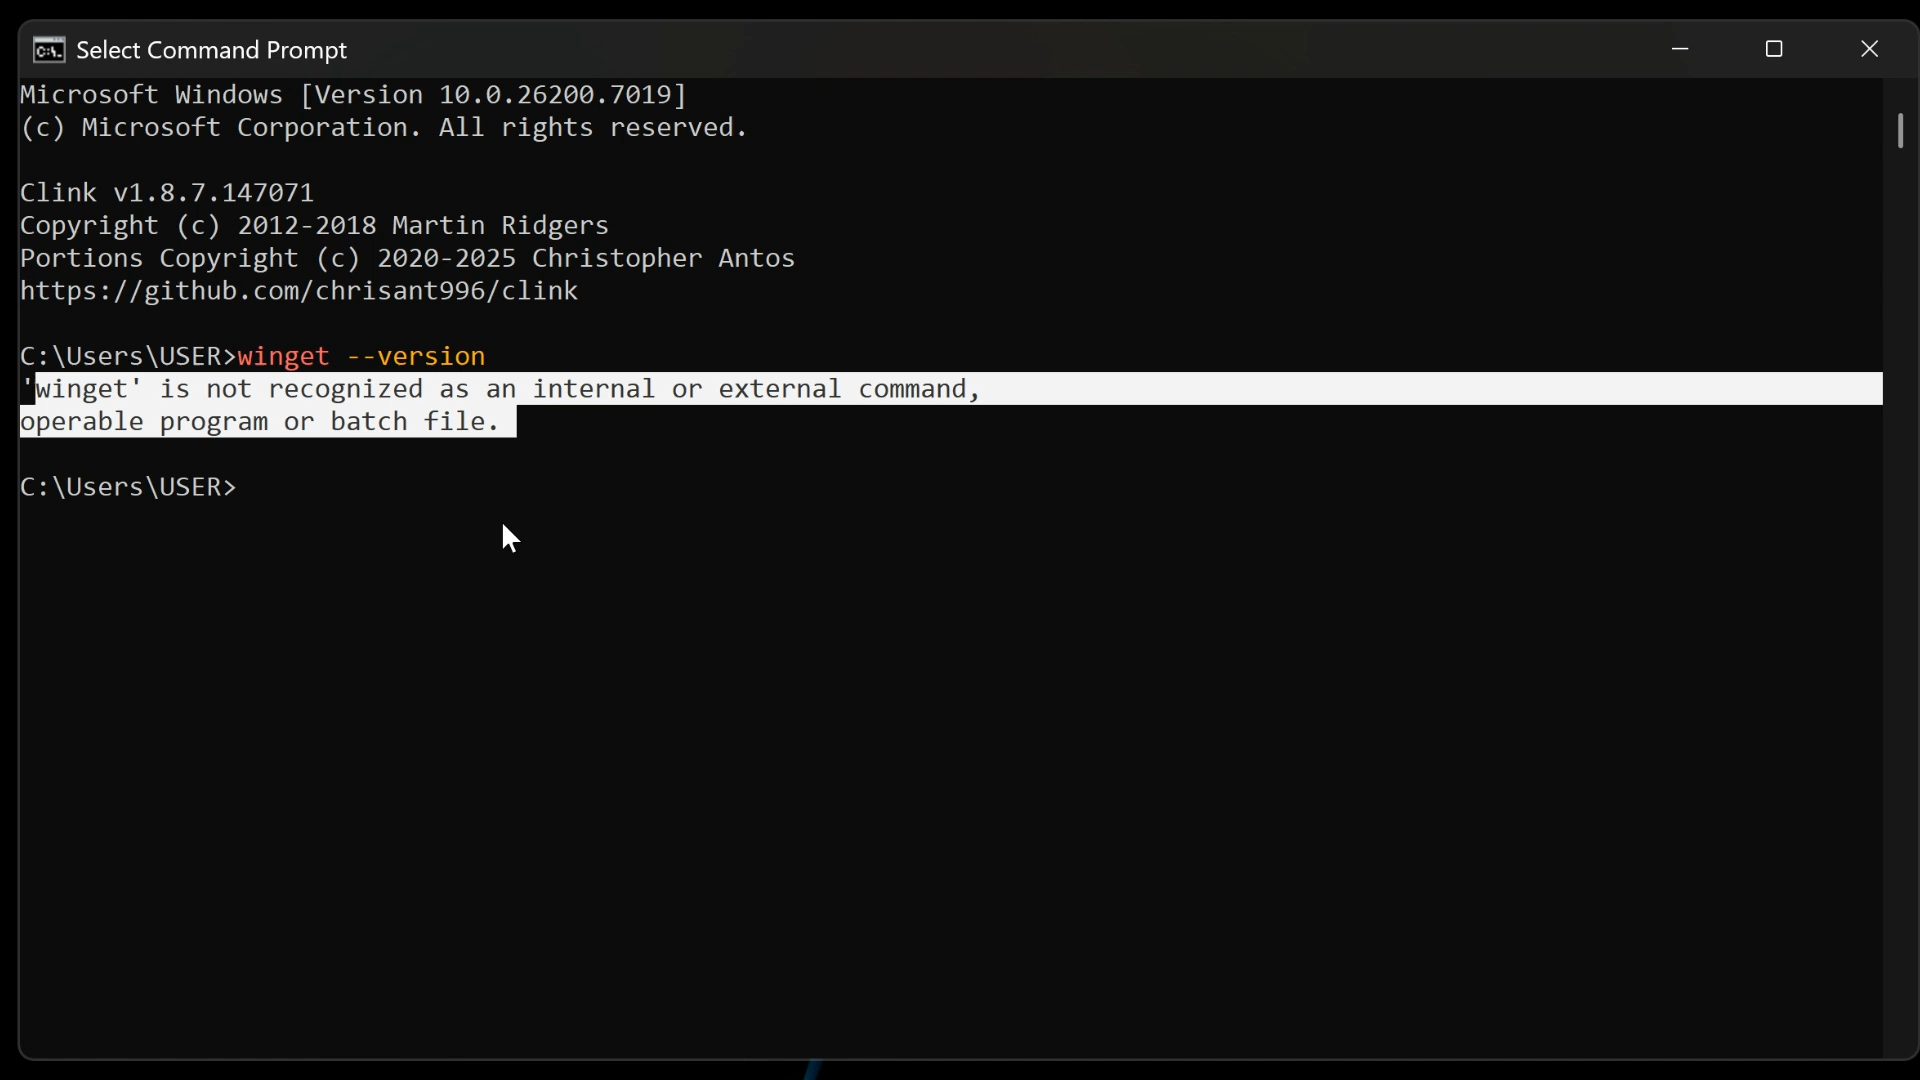 Select Command Prompt
Microsoft Windows [Version 10.0.26200.7019]
(c) Microsoft Corporation. All rights reserved.
Clink v1.8.7.147071
Copyright (c) 2012-2018 Martin Ridgers
Portions Copyright (c) 2020-2025 Christopher Antos
https://github.com/chrisant996/clink
C:\Users\USER>winget --version
'winget' is not recognized as an internal or external command,
operable program or batch file.
C:\Users\USER>